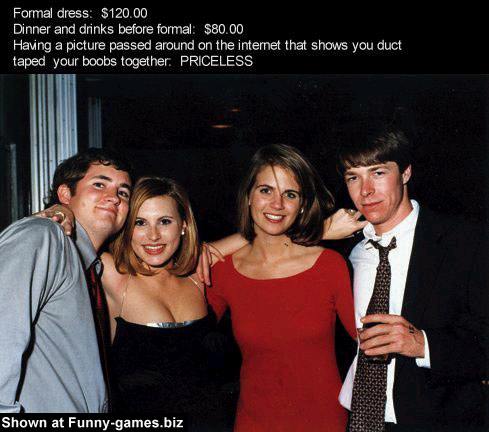 Formal dress:  $120.00
Dinner and drinks before formal:  $80.00
Having a picture passed around on the internet that shows you duct
taped  your boobs together:  PRICELESS
Shown at Funny-games.biz